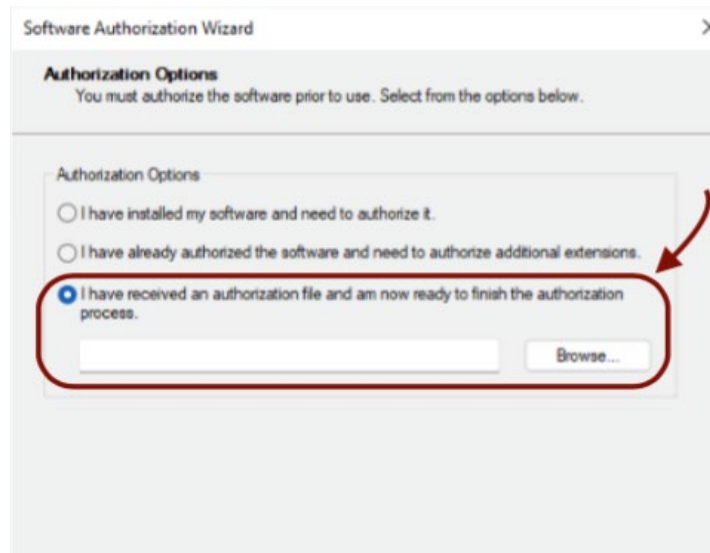 Software Authorization Wizard
Authorization Options
You must authorize the software prior to use. Select from the options below.
Authorization Options
I have installed my software and need to authorize it.
I have already authorized the software and need to authorize additional extensions.
I have received an authorization file and am now ready to finish the authorization
process.
Browse...